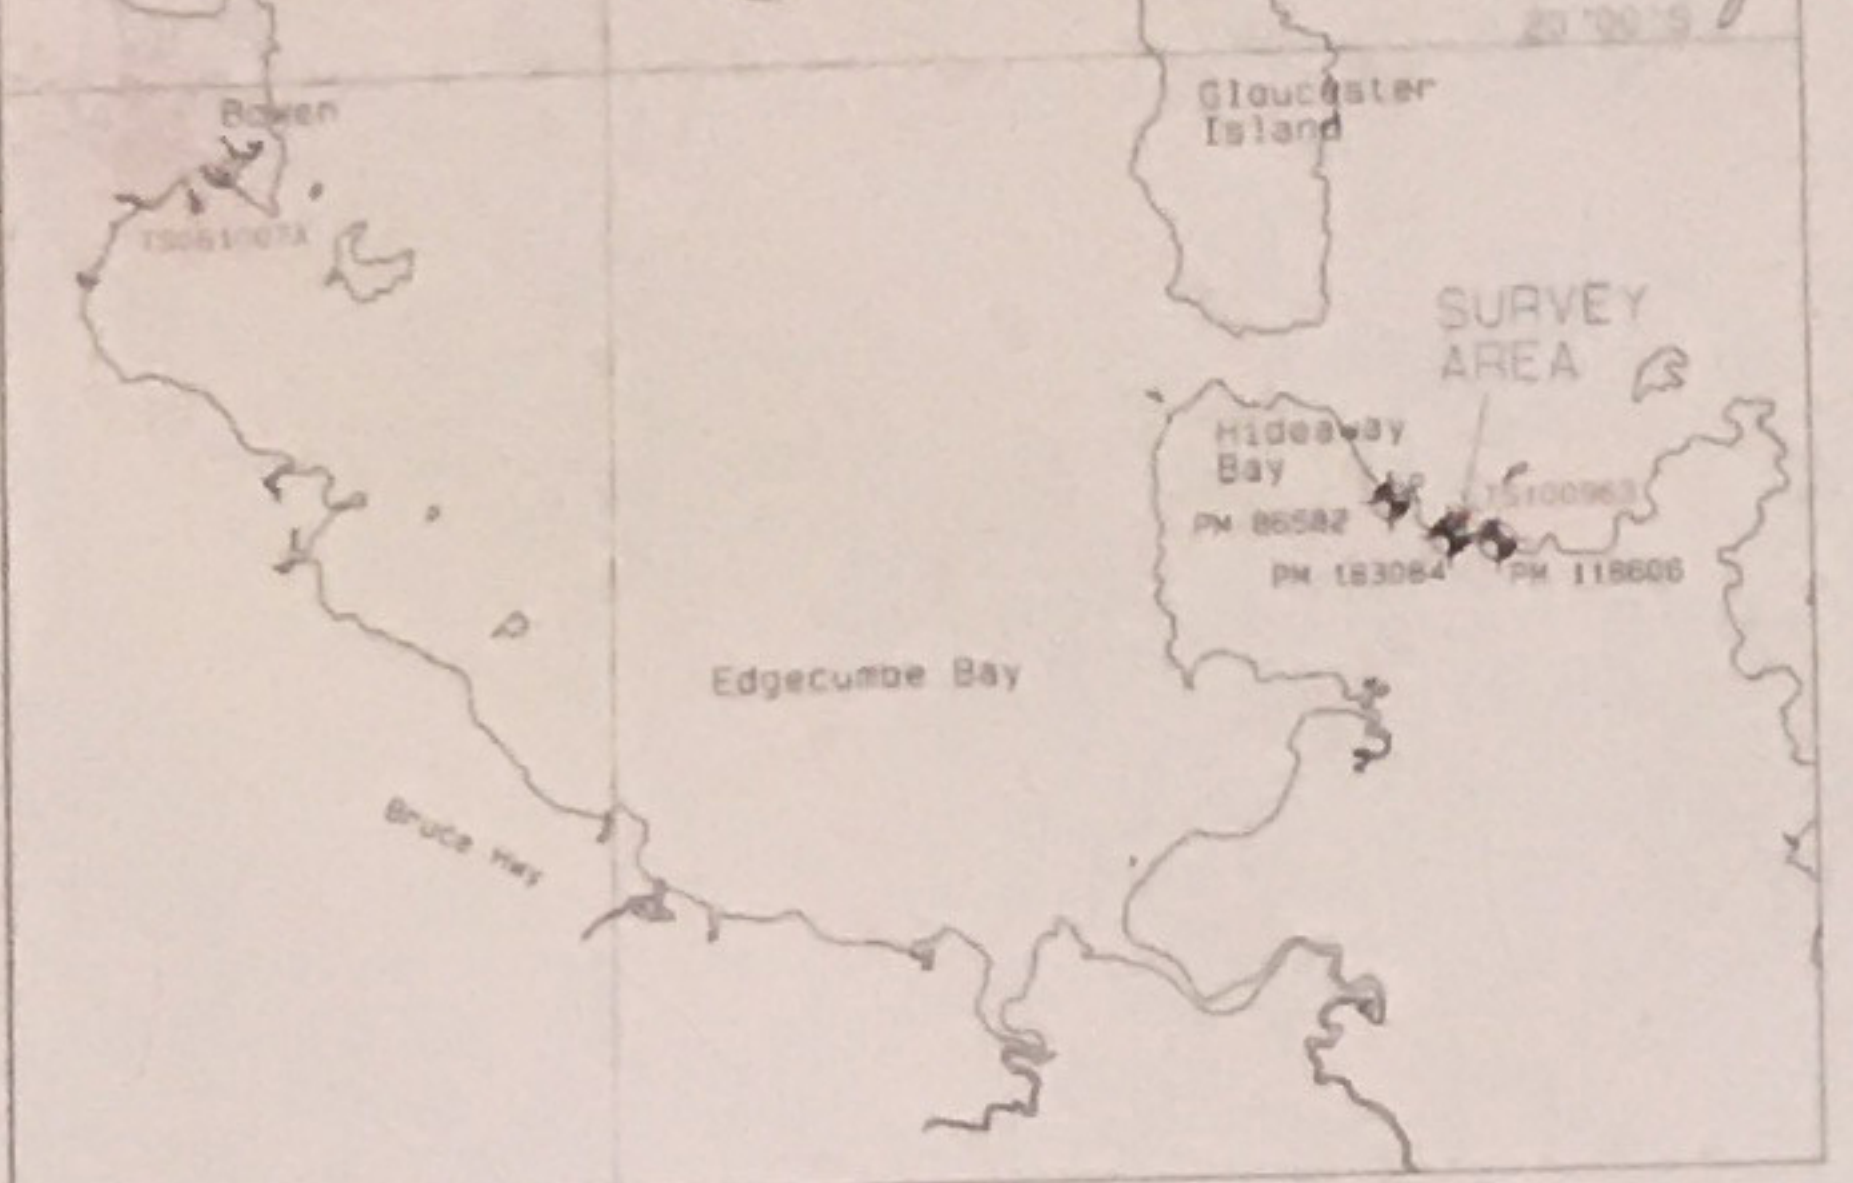 Bowen
Gloucester
Island
SURVEY
AREA
Hideaway
Bay
PM 86582
PM 183084
PM 118606
Edgecumbe Bay
Bruce Hwy